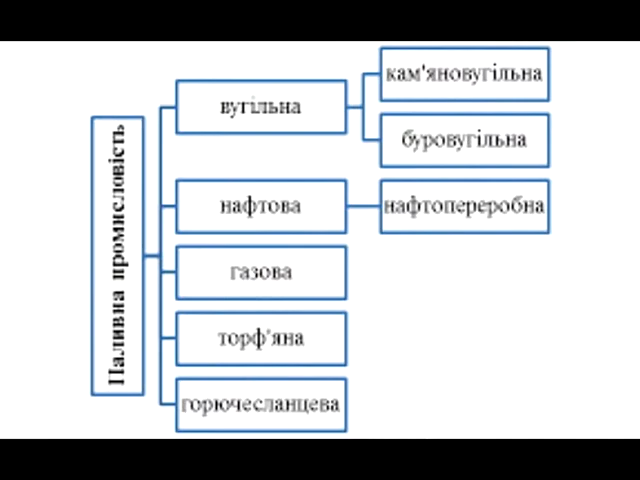 Паливна промисловість
вугільна
кам'яновугільна
буровугільна
нафтова
нафтопереробна
газова
торф'яна
горючесланцева